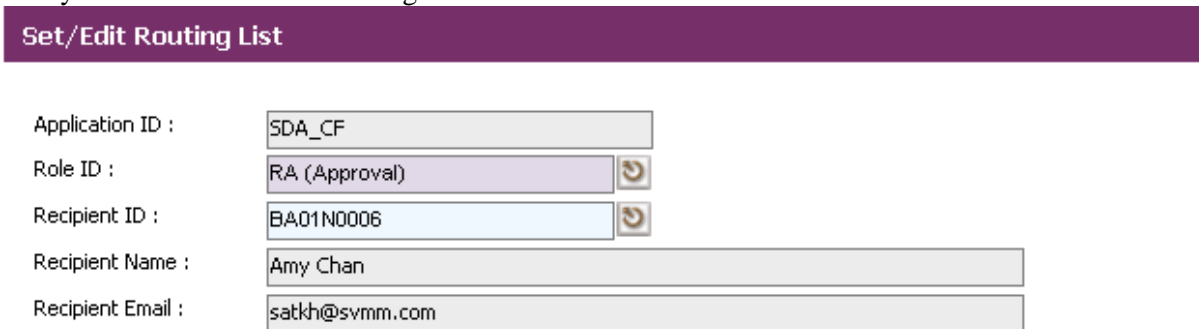 Set/Edit Routing List
Application ID : SDA_CF
Role ID : RA (Approval)
Recipient ID : BA01N0006
Recipient Name : Amy Chan
Recipient Email : satkh@svmm.com